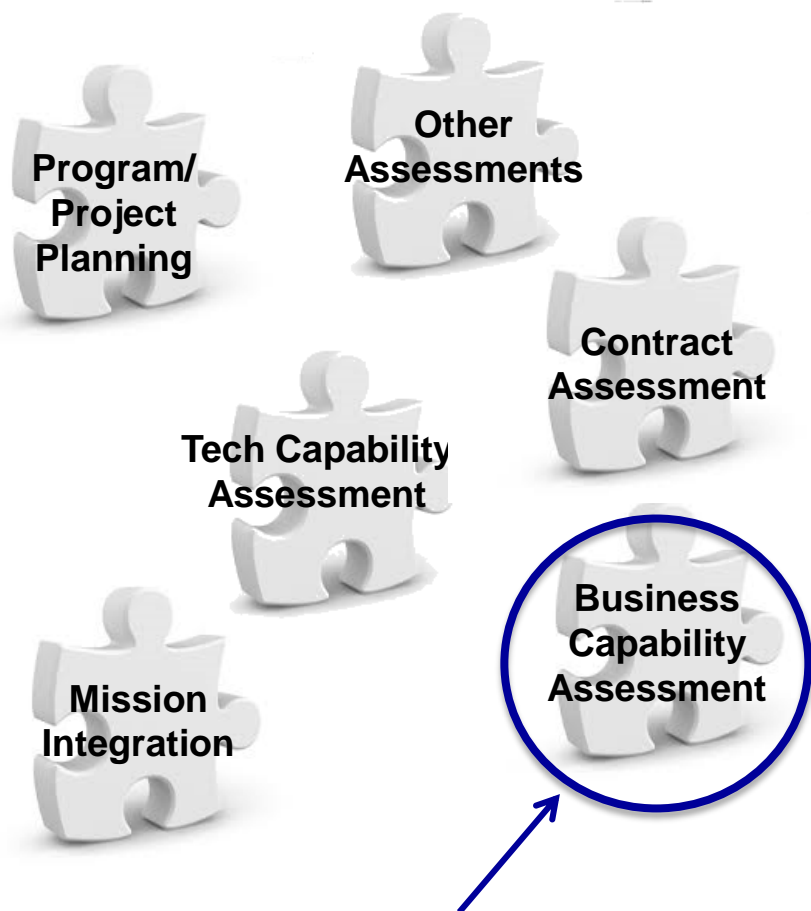 Program/
Project
Planning
Other
Assessments
Contract
Assessment
Tech Capability
Assessment
Business
Capability
Assessment
Mission
Integration